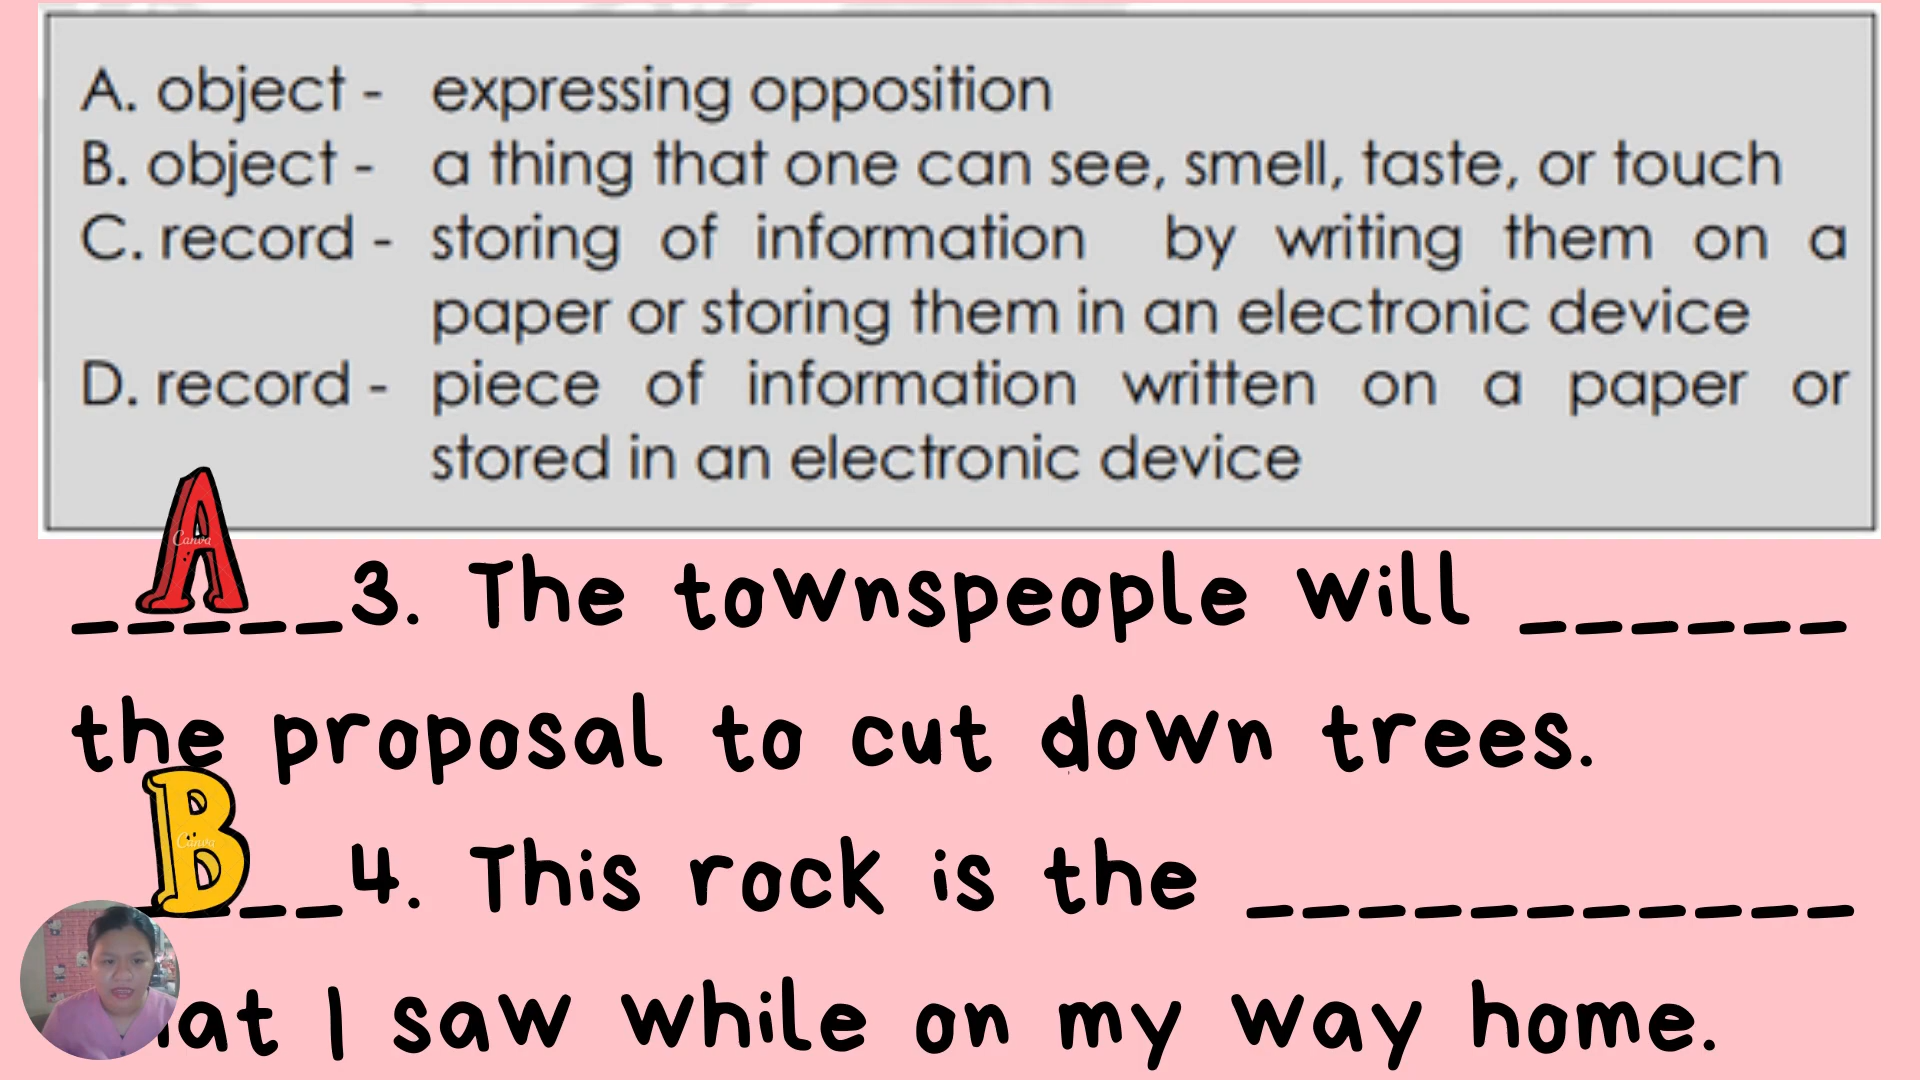 A. object - expressing opposition
B. object - a thing that one can see, smell, taste, or touch
C. record - storing of information by writing them on a
paper or storing them in an electronic device
D. record - piece of information written on a paper or
stored in an electronic device
A
_____3. The townspeople will ______
the proposal to cut down trees.
B
__4. This rock is the ___________
I saw while on my way home.